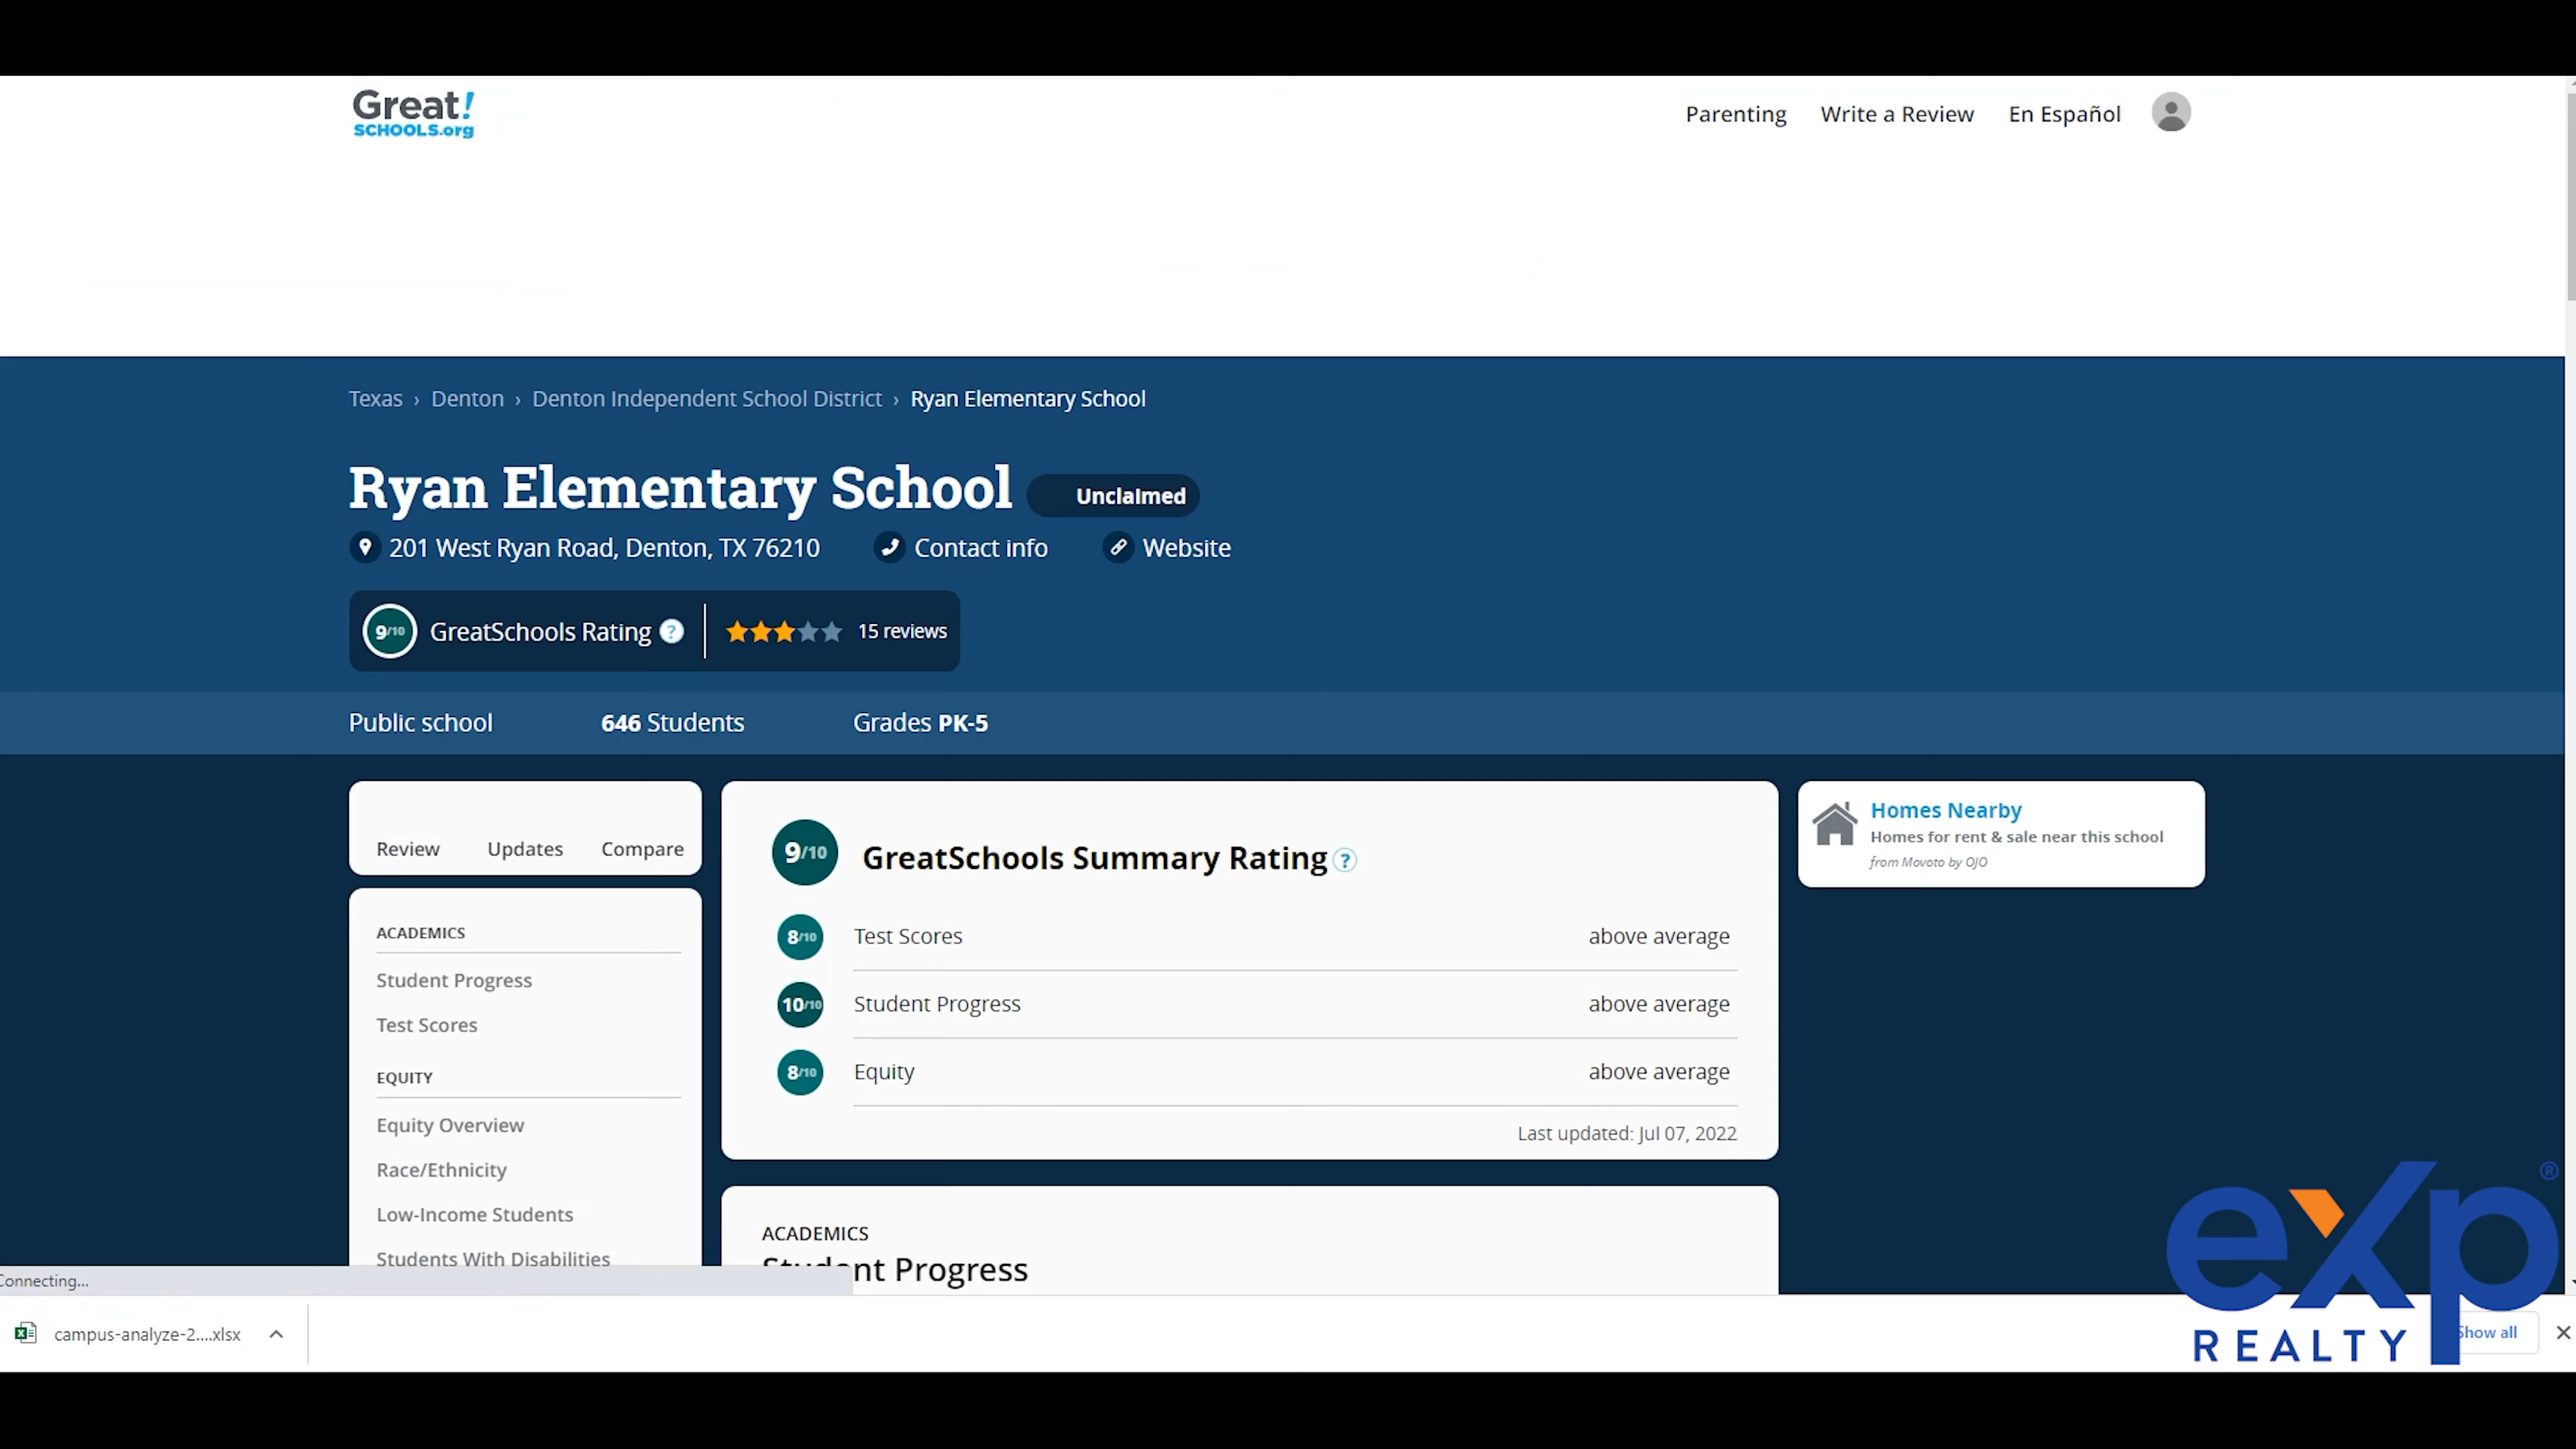 Great!
SCHOOLS.org
Parenting Write a Review En Español
Texas › Denton › Denton Independent School District › Ryan Elementary School
Ryan Elementary School Unclaimed
201 West Ryan Road, Denton, TX 76210 Contact info Website
9/10 GreatSchools Rating ? 15 reviews
Public school 646 Students Grades PK-5
Review Updates Compare
ACADEMICS
Student Progress
Test Scores
EQUITY
Equity Overview
Race/Ethnicity
Low-Income Students
Students With Disabilities
9/10 GreatSchools Summary Rating ?
8/10 Test Scores above average
10/10 Student Progress above average
8/10 Equity above average
Last updated: Jul 07, 2022
ACADEMICS
Student Progress
Homes Nearby
Homes for rent & sale near this school
from Movoto by OJO
Connecting...
campus-analyze-2....xlsx
Show all
eXp®
REALTY